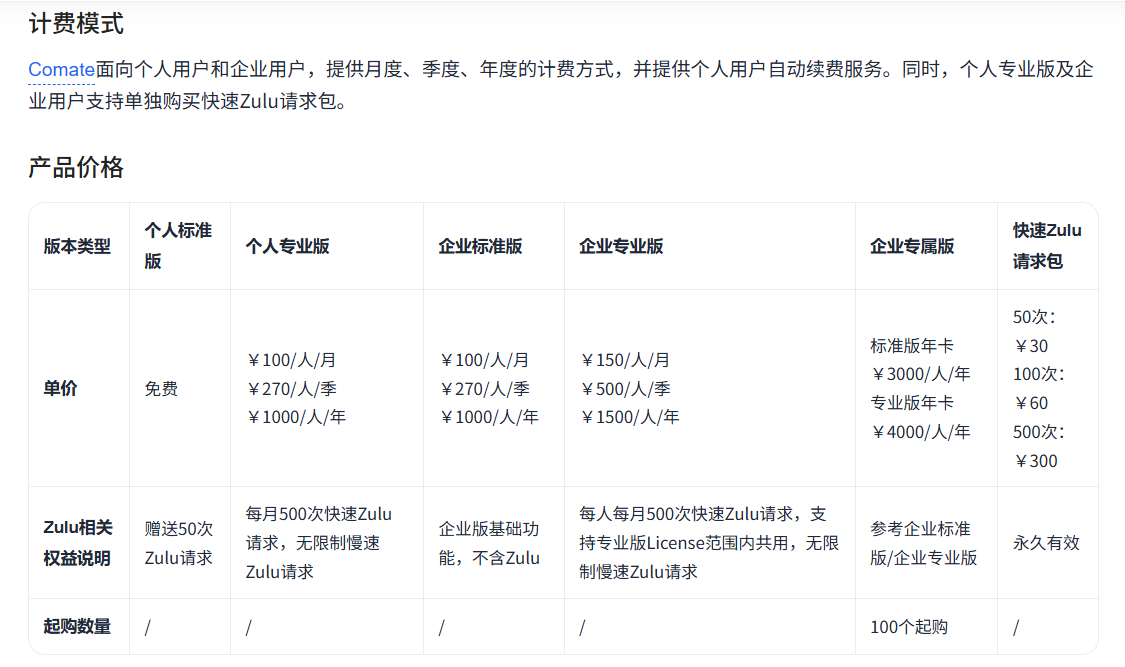 计费模式
Comate面向个人用户和企业用户，提供月度、季度、年度的计费方式，并提供个人用户自动续费服务。同时，个人专业版及企
业用户支持单独购买快速Zulu请求包。
产品价格
版本类型
个人标准
版
个人专业版
企业标准版
企业专业版
企业专属版
快速Zulu
请求包
单价
免费
￥100/人/月
￥270/人/季
￥1000/人/年
￥100/人/月
￥270/人/季
￥1000/人/年
￥150/人/月
￥500/人/季
￥1500/人/年
标准版年卡
￥3000/人/年
专业版年卡
￥4000/人/年
50次：
￥30
100次：
￥60
500次：
￥300
Zulu相关
权益说明
赠送50次
Zulu请求
每月500次快速Zulu
请求，无限制慢速
Zulu请求
企业版基础功
能，不含Zulu
每人每月500次快速Zulu请求，支
持专业版License范围内共用，无限
制慢速Zulu请求
参考企业标准
版/企业专业版
永久有效
起购数量
/
/
/
/
100个起购
/